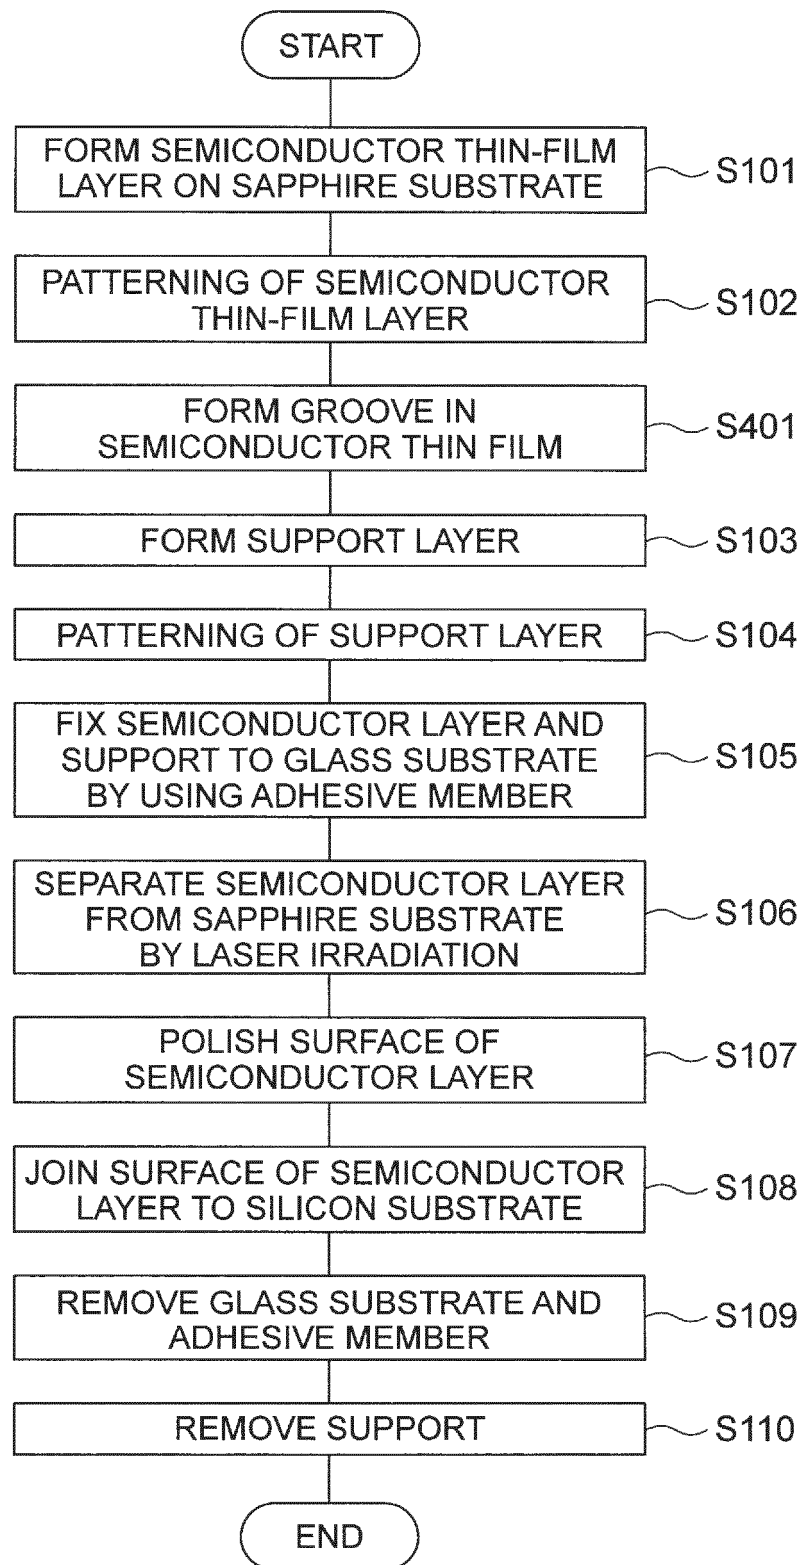 START
FORM SEMICONDUCTOR THIN-FILM
LAYER ON SAPPHIRE SUBSTRATE
S101
PATTERNING OF SEMICONDUCTOR
THIN-FILM LAYER
S102
FORM GROOVE IN
SEMICONDUCTOR THIN FILM
S401
FORM SUPPORT LAYER
S103
PATTERNING OF SUPPORT LAYER
S104
FIX SEMICONDUCTOR LAYER AND
SUPPORT TO GLASS SUBSTRATE
BY USING ADHESIVE MEMBER
S105
SEPARATE SEMICONDUCTOR LAYER
FROM SAPPHIRE SUBSTRATE
BY LASER IRRADIATION
S106
POLISH SURFACE OF
SEMICONDUCTOR LAYER
S107
JOIN SURFACE OF SEMICONDUCTOR
LAYER TO SILICON SUBSTRATE
S108
REMOVE GLASS SUBSTRATE AND
ADHESIVE MEMBER
S109
REMOVE SUPPORT
S110
END